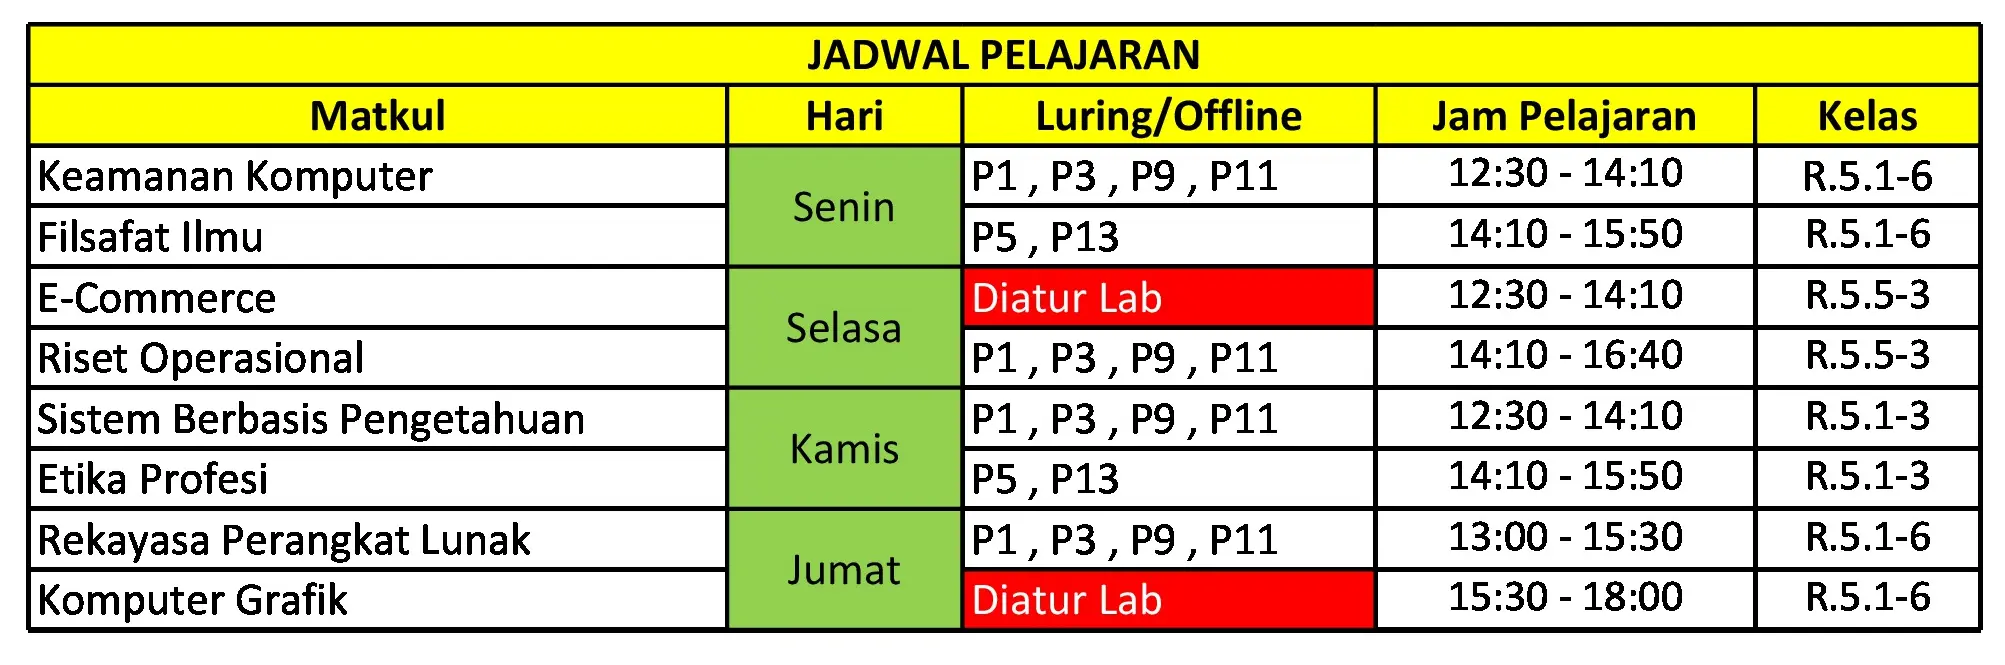 JADWAL PELAJARAN
Matkul Hari Luring/Offline Jam Pelajaran Kelas
Keamanan Komputer Senin P1 , P3 , P9 , P11 12:30 - 14:10 R.5.1-6
Filsafat Ilmu P5 , P13 14:10 - 15:50 R.5.1-6
E-Commerce Selasa Diatur Lab 12:30 - 14:10 R.5.5-3
Riset Operasional P1 , P3 , P9 , P11 14:10 - 16:40 R.5.5-3
Sistem Berbasis Pengetahuan Kamis P1 , P3 , P9 , P11 12:30 - 14:10 R.5.1-3
Etika Profesi P5 , P13 14:10 - 15:50 R.5.1-3
Rekayasa Perangkat Lunak Jumat P1 , P3 , P9 , P11 13:00 - 15:30 R.5.1-6
Komputer Grafik Diatur Lab 15:30 - 18:00 R.5.1-6